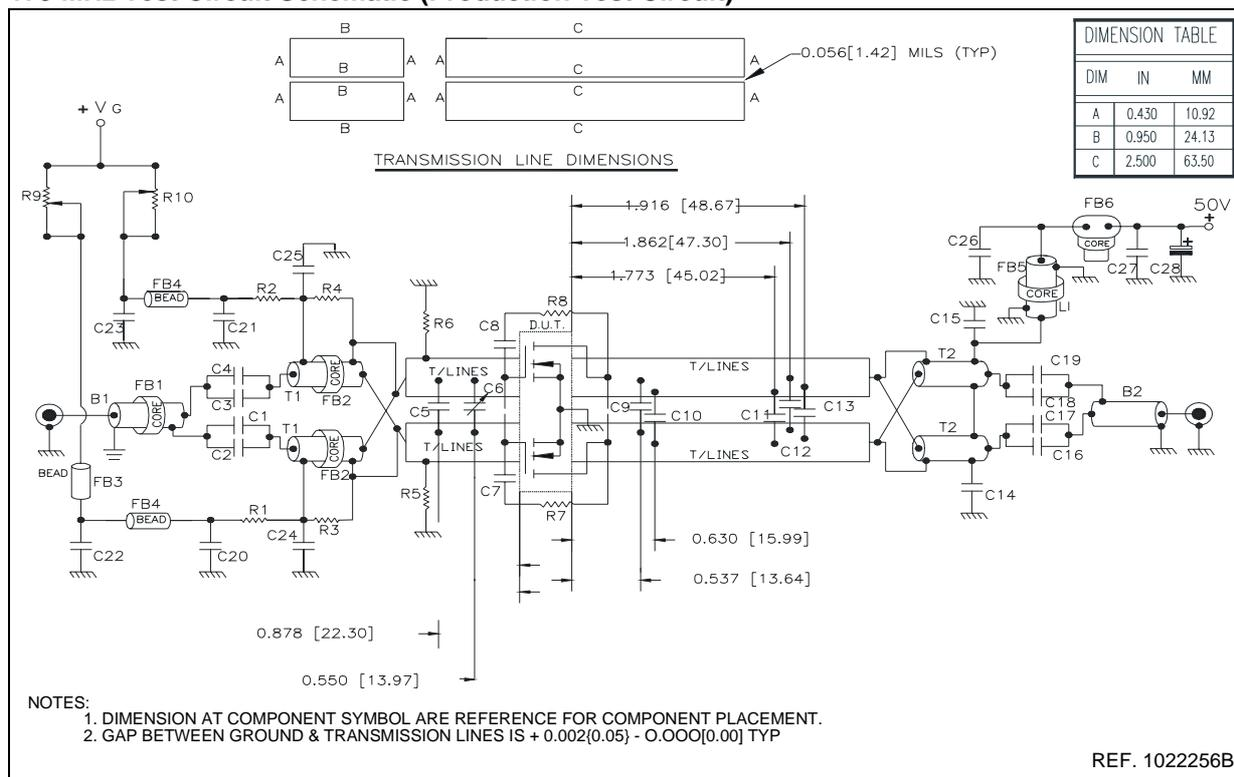 B
C
0.056[1.42] MILS (TYP)
A B A A C A
A B A A C A
B
C
TRANSMISSION LINE DIMENSIONS
DIMENSION TABLE
DIM IN MM
A 0.430 10.92
B 0.950 24.13
C 2.500 63.50
+ V G
R9
R10
1.916 [48.67]
1.862[47.30]
1.773 [45.02]
FB6
50V
+
C26
CORE
C27
+
C28
FB5
CORE
L1
C25
FB4
BEAD
R2
R4
C23
C21
R6
C8
R8
D.U.T.
C15
C4
C3
T1
CORE
FB2
T/LINES
T/LINES
T2
C19
C18
B1
FB1
CORE
C1
C2
T1
CORE
FB2
C5
C6
C9
C10
C11
C13
C12
C17
C16
B2
T/LINES
T/LINES
T2
BEAD
FB3
FB4
BEAD
R1
R3
R5
C7
R7
C14
C22
C20
C24
0.630 [15.99]
0.537 [13.64]
0.878 [22.30]
0.550 [13.97]
NOTES:
1. DIMENSION AT COMPONENT SYMBOL ARE REFERENCE FOR COMPONENT PLACEMENT.
2. GAP BETWEEN GROUND & TRANSMISSION LINES IS + 0.002{0.05} - O.OOO[0.00] TYP
REF. 1022256B